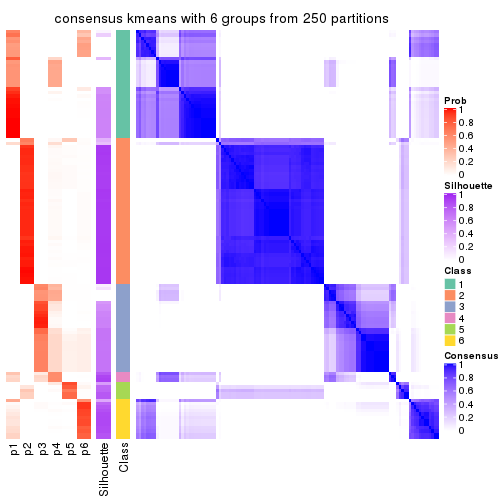 consensus kmeans with 6 groups from 250 partitions
Prob
1
0.8
0.6
0.4
0.2
0
Silhouette
1
0.8
0.6
0.4
0.2
0
Class
1
2
3
4
5
6
Consensus
1
0.8
0.6
0.4
0.2
0
p1
p2
p3
p4
p5
p6
Silhouette
Class